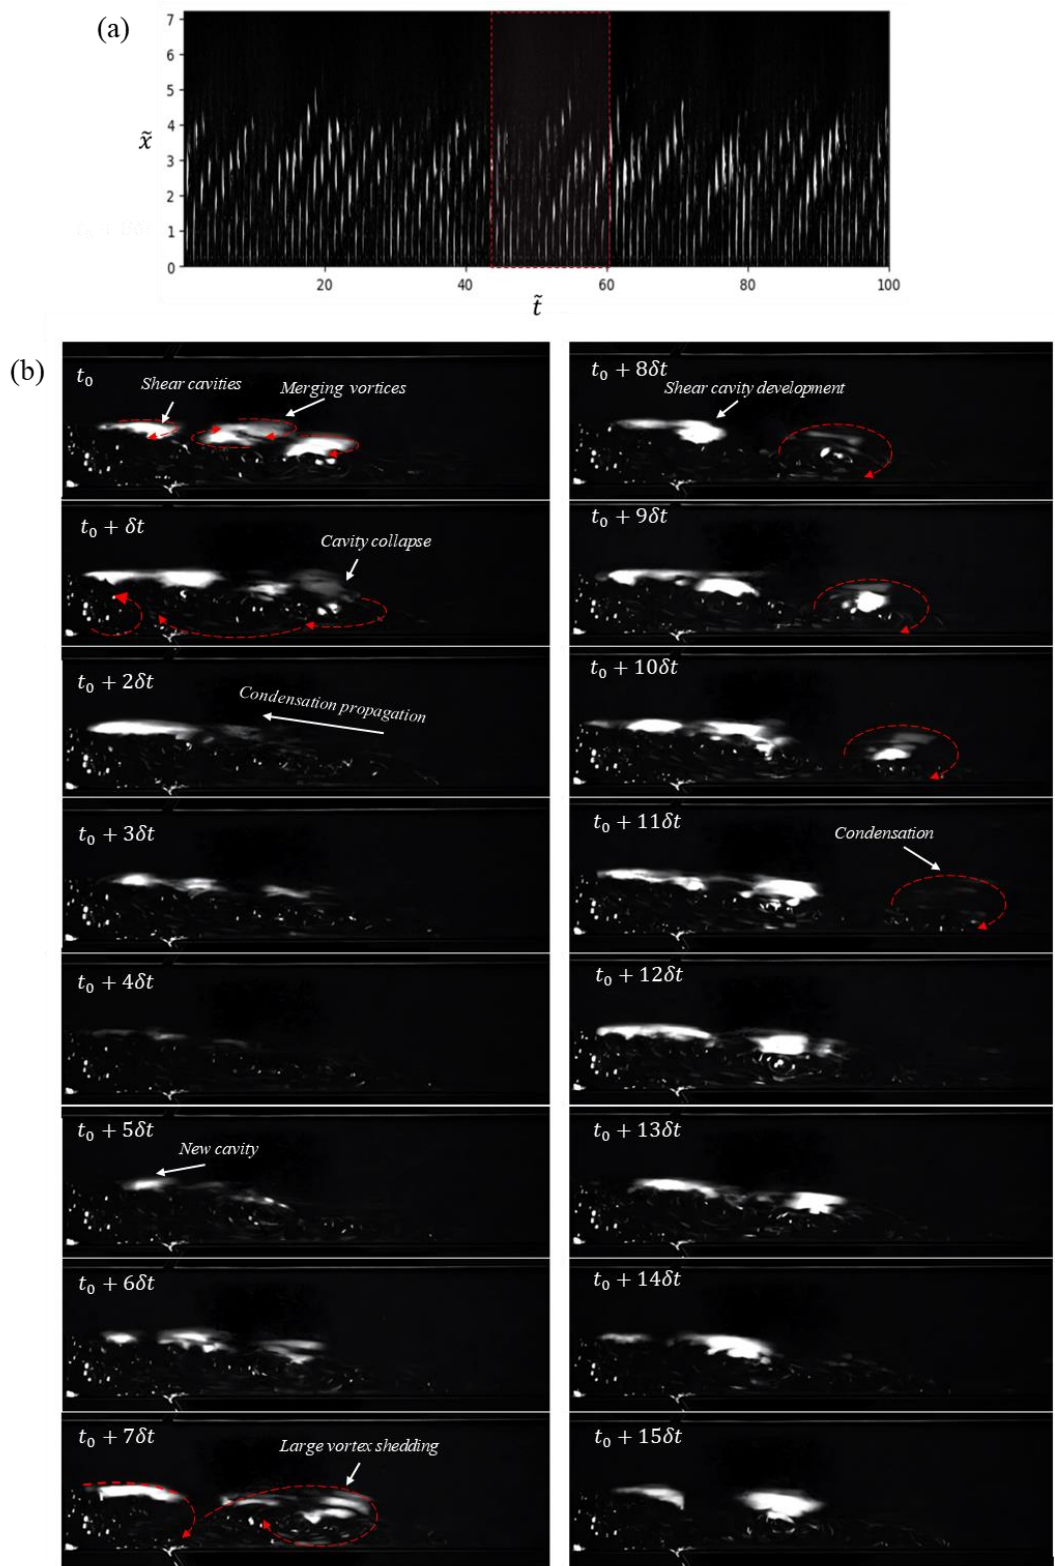 (a)
7
6
5
4
3
2
1
0
x̃
20
40
60
80
100
t̃
(b)
t₀
Shear cavities
Merging vortices
t₀ + δt
Cavity collapse
t₀ + 2δt
Condensation propagation
t₀ + 3δt
t₀ + 4δt
t₀ + 5δt
New cavity
t₀ + 6δt
t₀ + 7δt
Large vortex shedding
t₀ + 8δt
Shear cavity development
t₀ + 9δt
t₀ + 10δt
t₀ + 11δt
Condensation
t₀ + 12δt
t₀ + 13δt
t₀ + 14δt
t₀ + 15δt